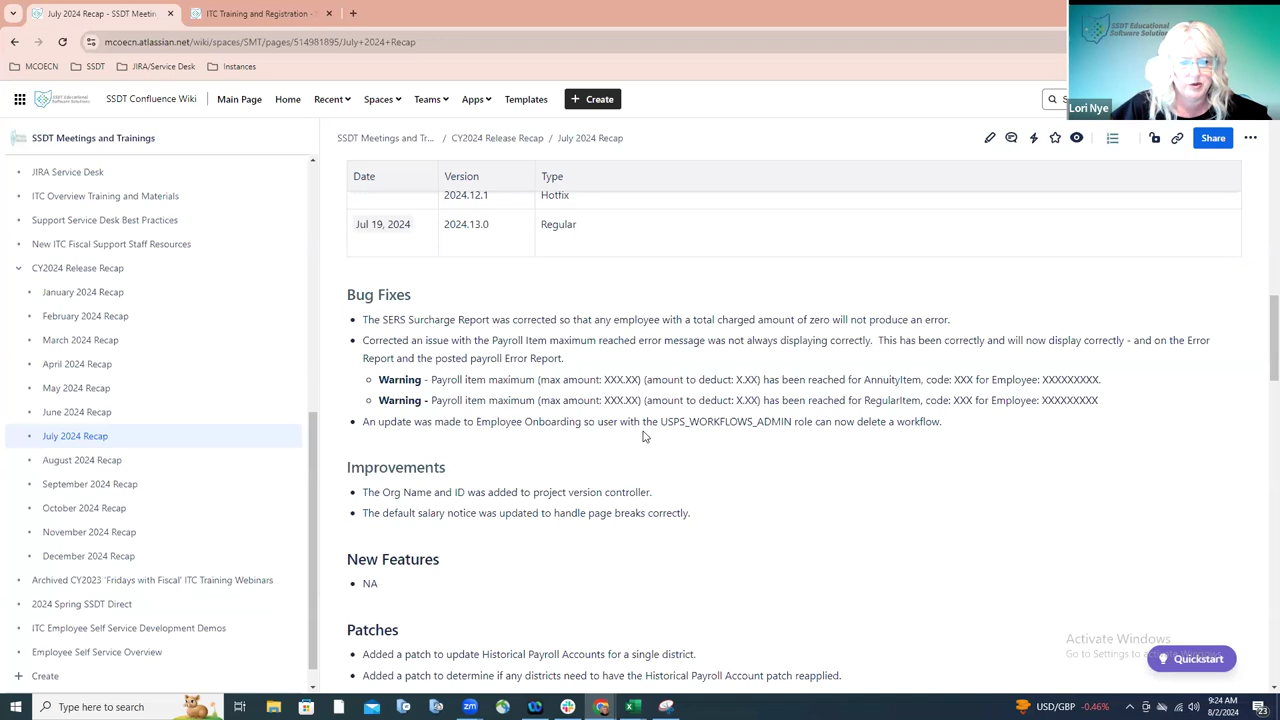 July 2024 Recap - SSDT Meetin
ITC Training and Registration -
mcoecn.atlassian.net/wiki/spaces/SMT/pages/514981895/July+2024+Recap
MCOECN
SSDT
JIRA/Service Desk
Instances
SSDT Educational
Software Solutions
Lori Nye
SSDT Confluence Wiki
Main Page
Home
Recent
Spaces
Teams
Apps
Templates
+ Create
SSDT Meetings and Trainings
SSDT Meetings and Tr... / CY2024 Release Recap / July 2024 Recap
Share
JIRA Service Desk
ITC Overview Training and Materials
Support Service Desk Best Practices
New ITC Fiscal Support Staff Resources
CY2024 Release Recap
January 2024 Recap
February 2024 Recap
March 2024 Recap
April 2024 Recap
May 2024 Recap
June 2024 Recap
July 2024 Recap
August 2024 Recap
September 2024 Recap
October 2024 Recap
November 2024 Recap
December 2024 Recap
Archived CY2023 'Fridays with Fiscal' ITC Training Webinars
2024 Spring SSDT Direct
ITC Employee Self Service Development Demos
Employee Self Service Overview
+ Create
Date Version Type
2024.12.1 Hotfix
Jul 19, 2024 2024.13.0 Regular
Bug Fixes
• The SERS Surcharge Report was corrected so that any employee with a total charged amount of zero will not produce an error.
• Corrected an issue with the Payroll Item maximum reached error message was not always displaying correctly. This has been correctly and will now display correctly - and on the Error
Report and the posted payroll Error Report.
Warning - Payroll item maximum (max amount: XXX.XX) (amount to deduct: X.XX) has been reached for AnnuityItem, code: XXX for Employee: XXXXXXXXX.
Warning - Payroll item maximum (max amount: XXX.XX) (amount to deduct: X.XX) has been reached for RegularItem, code: XXX for Employee: XXXXXXXXX
• An update was made to Employee Onboarding so user with the USPS_WORKFLOWS_ADMIN role can now delete a workflow.
Improvements
• The Org Name and ID was added to project version controller.
• The default salary notice was updated to handle page breaks correctly.
New Features
• NA
Patches
• Added a patch to update Historical Payroll Accounts for a single district.
• Added a patch to determine if any districts need to have the Historical Payroll Account patch reapplied.
Activate Windows
Go to Settings to activate Windows.
Quickstart
Type here to search
USD/GBP -0.46%
9:24 AM
8/2/2024
23